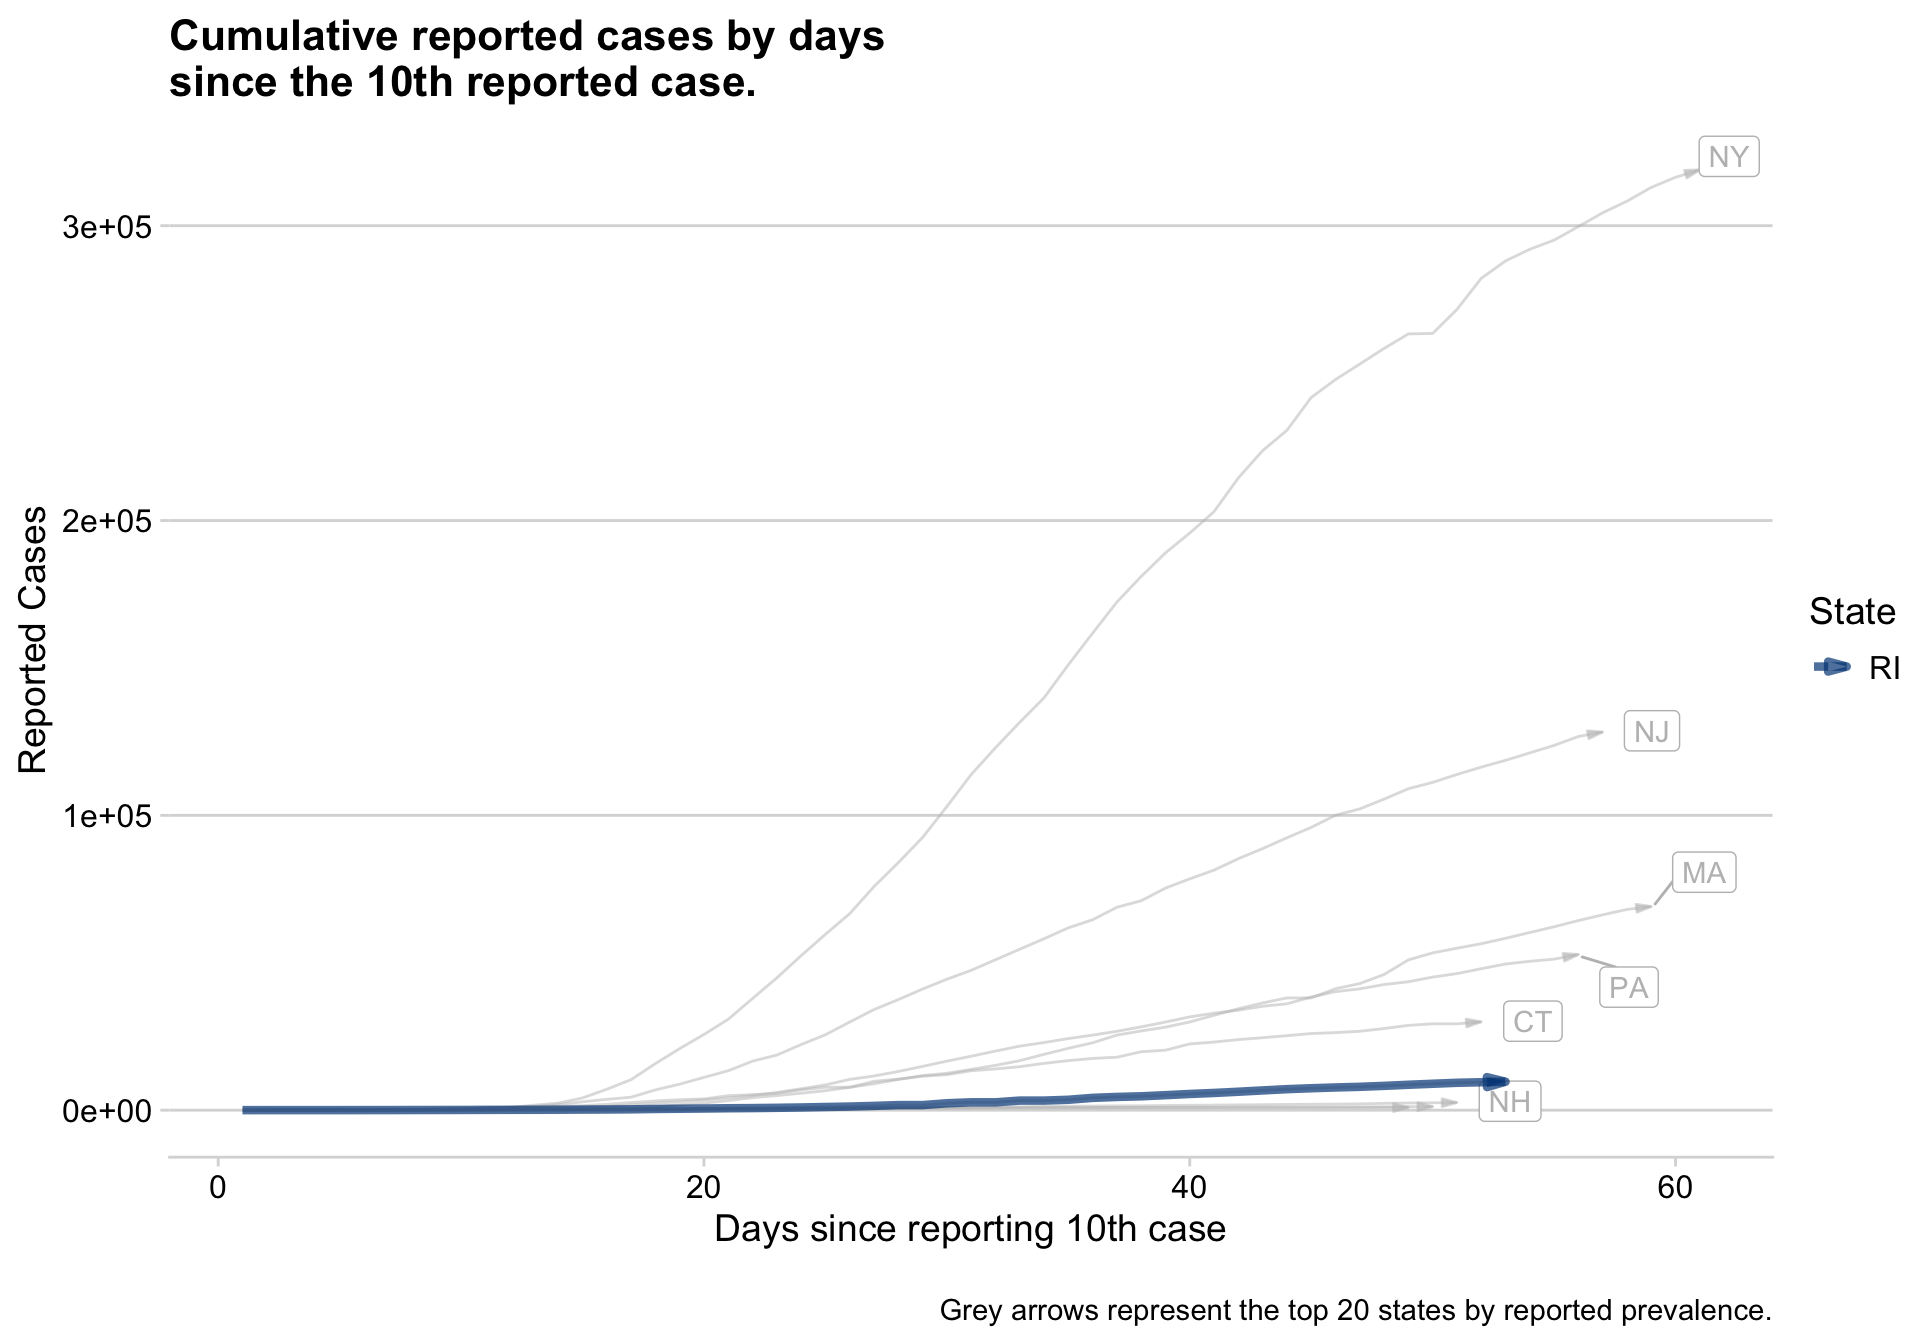 Cumulative reported cases by days
since the 10th reported case.
NY
3e+05
2e+05
Reported Cases
State
RI
NJ
1e+05
MA
PA
CT
NH
0e+00
0
20
40
60
Days since reporting 10th case
Grey arrows represent the top 20 states by reported prevalence.